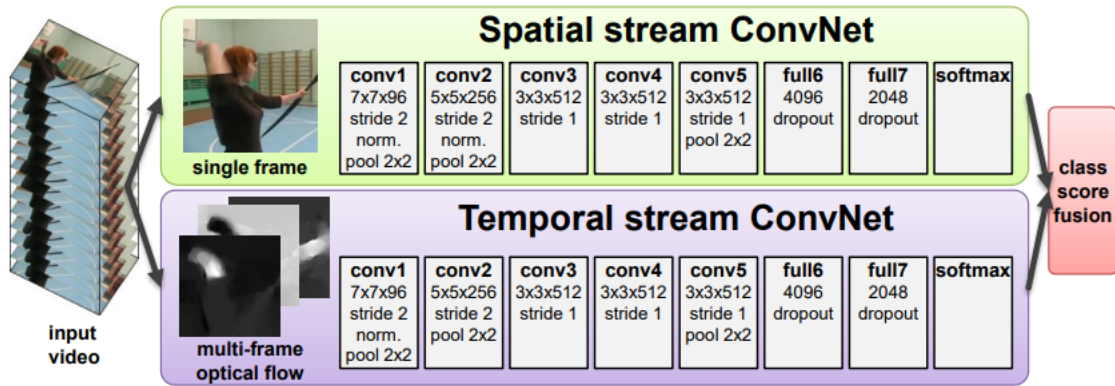 Spatial stream ConvNet
single frame
conv1
7x7x96
stride 2
norm.
pool 2x2
conv2
5x5x256
stride 2
norm.
pool 2x2
conv3
3x3x512
stride 1
conv4
3x3x512
stride 1
conv5
3x3x512
stride 1
pool 2x2
full6
4096
dropout
full7
2048
dropout
softmax
Temporal stream ConvNet
input
video
multi-frame
optical flow
conv1
7x7x96
stride 2
norm.
pool 2x2
conv2
5x5x256
stride 2
pool 2x2
conv3
3x3x512
stride 1
conv4
3x3x512
stride 1
conv5
3x3x512
stride 1
pool 2x2
full6
4096
dropout
full7
2048
dropout
softmax
class
score
fusion